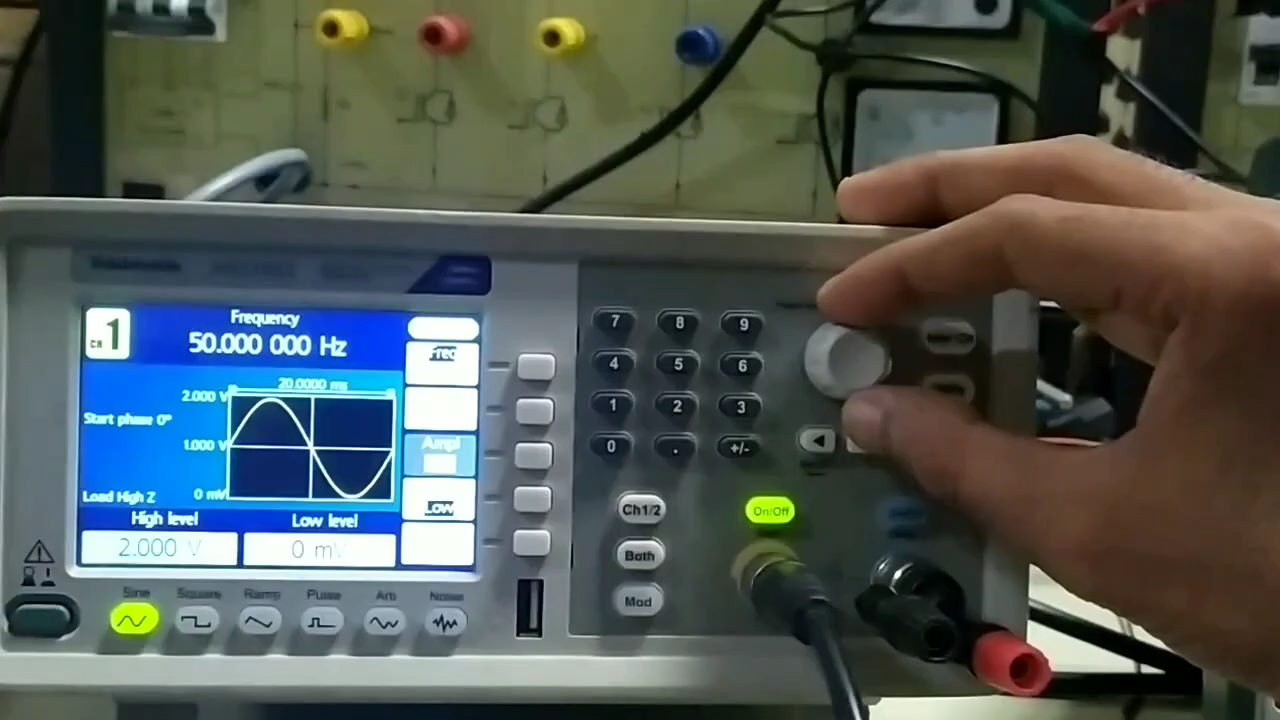 CH 1
Frequency
50.000 000 Hz
Freq
20.0000 ms
2.000 V
Start phase 0°
1.000 V
Ampl
Load High Z
0 mV
Low
High level
Low level
2.000 V
0 mV
Sine
Square
Ramp
Pulse
Arb
Noise
7
8
9
4
5
6
1
2
3
0
.
+/-
Ch1/2
On/Off
Both
Mod